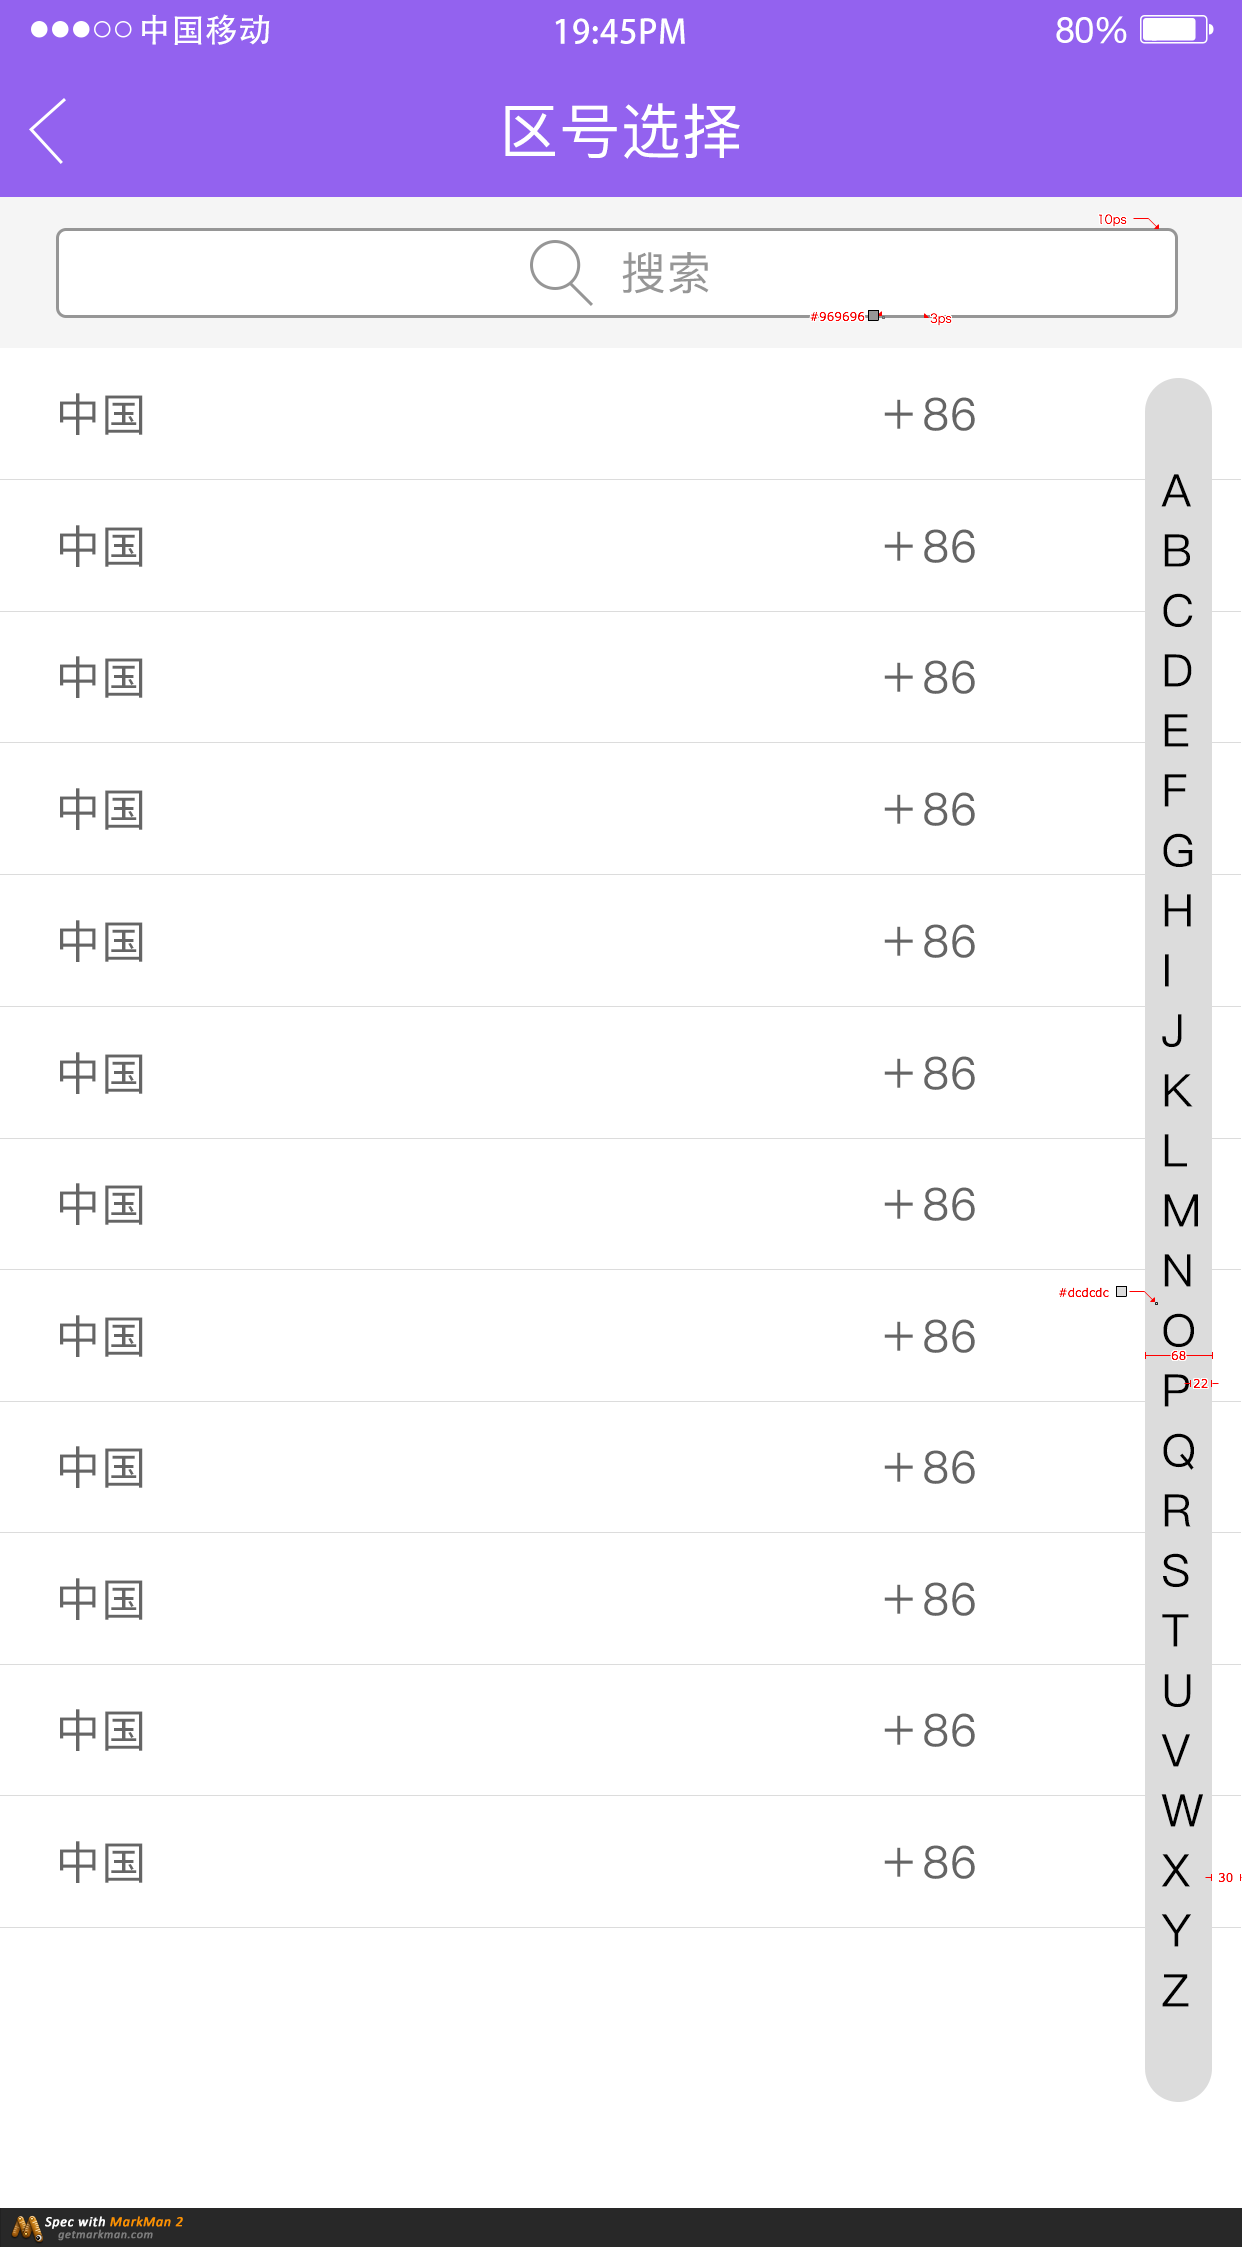 中国移动 19:45PM 80%
区号选择
10ps
搜索
#969696 3ps
中国 +86
A
中国 +86
B
C
中国 +86
D
E
中国 +86
F
G
中国 +86
H
I
中国 +86
J
K
L
中国 +86
M
N
#dcdcdc
中国 +86
O
68
P 22
中国 +86
Q
R
中国 +86
S
T
U
中国 +86
V
W
中国 +86
X 30
Y
Z
Spec with MarkMan 2
getmarkman.com